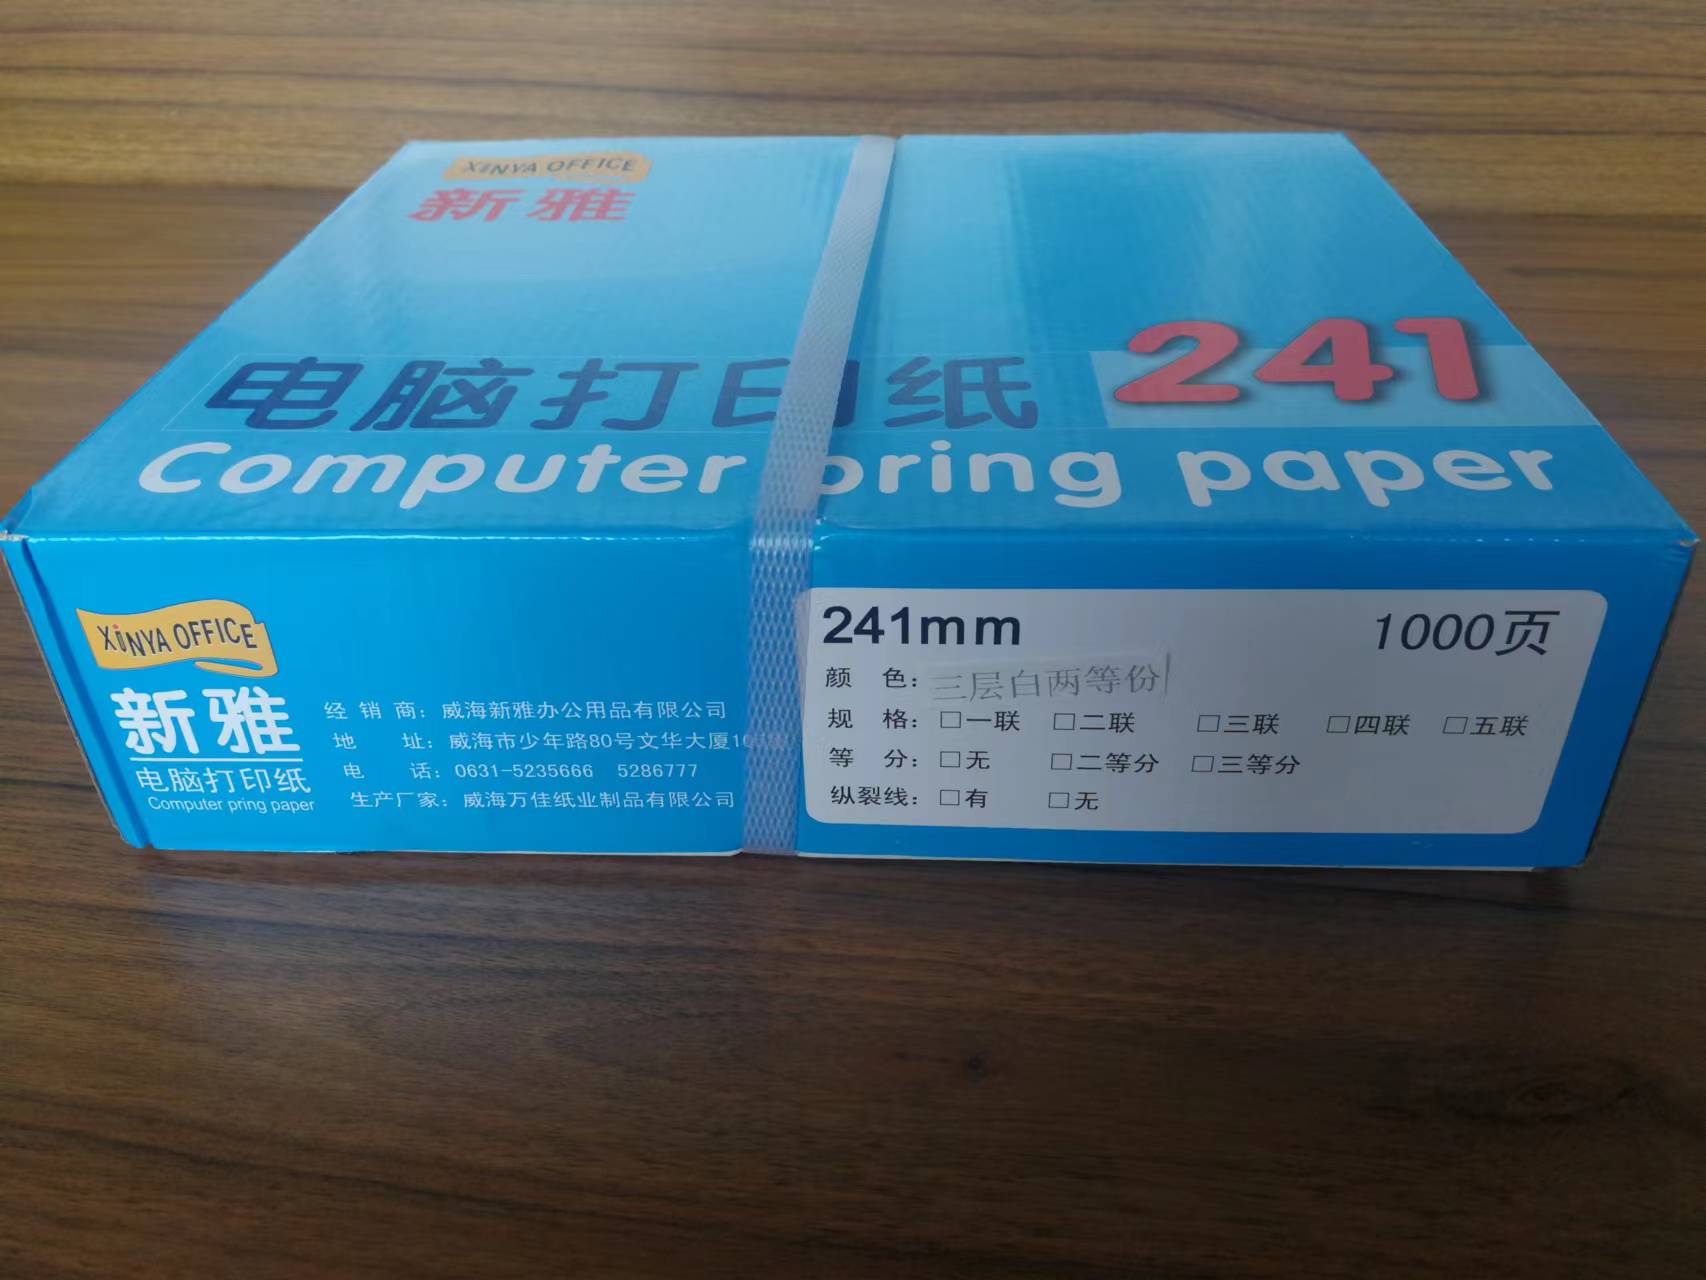 XINYA OFFICE
新雅
电脑打印纸 241
Computer pring paper
XINYA OFFICE
新雅
电脑打印纸
Computer pring paper
经销商：威海新雅办公用品有限公司
地址：威海市少年路80号文华大厦
电话：0631-5235666 5286777
生产厂家：威海万佳纸业制品有限公司
241mm 1000页
颜色：三层白两等份
规格：□一联 □二联 □三联 □四联 □五联
等分：□无 □二等分 □三等分
纵裂线：□有 □无